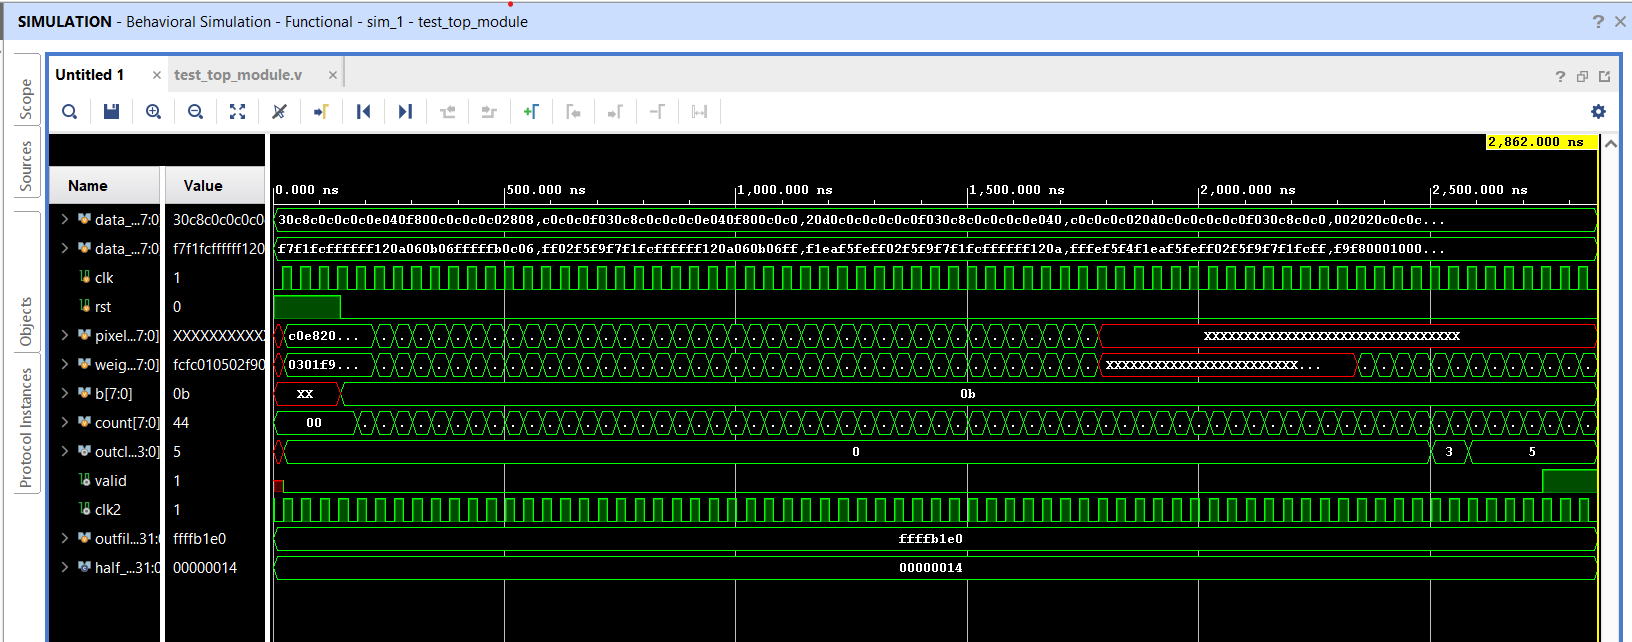 SIMULATION - Behavioral Simulation - Functional - sim_1 - test_top_module
Untitled 1
test_top_module.v
Scope
Sources
Objects
Protocol Instances
2,862.000 ns
Name Value
0.000 ns 500.000 ns 1,000.000 ns 1,500.000 ns 2,000.000 ns 2,500.000 ns
data_...7:0] 30c8c0c0c0c0 30c8c0c0c0c0e040f800c0c0c0c02808,c0c0c0f030c8c0c0c0c0e040f800c0c0,20d0c0c0c0c0c0f030c8c0c0c0c0e040,c0c0c0c020d0c0c0c0c0c0f030c8c0c0,002020c0c0c...
data_...7:0] f7f1fcffffff120 f7f1fcffffff120a060b06fffffb0c06,ff02f5f9f7f1fcffffff120a060b06ff,f1eaf5feff02f5f9f7f1fcffffff120a,fffef5f4f1eaf5feff02f5f9f7f1fcff,f9f80001000...
clk 1
rst 0
pixel...7:0] XXXXXXXXXXX c0e820... XXXXXXXXXXXXXXXXXXXXXXXXXXXXXXXX
weig...7:0] fcfc010502f90 0301f9... XXXXXXXXXXXXXXXXXXXXXXXX...
b[7:0] 0b XX 0b
count[7:0] 44 00
outcl...3:0] 5 0 3 5
valid 1
clk2 1
outfil...31:0 ffffb1e0 ffffb1e0
half_...31:0 00000014 00000014